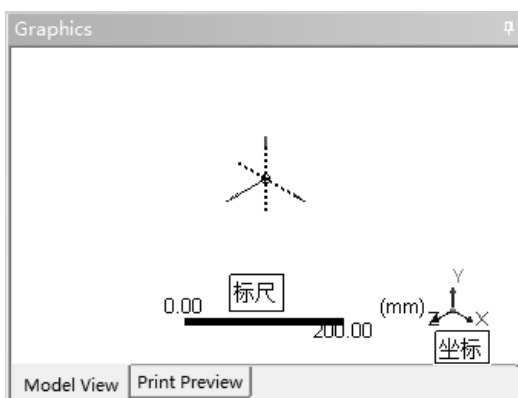 Graphics
标尺
0.00
200.00
(mm)
Y
Z
X
坐标
Model View
Print Preview